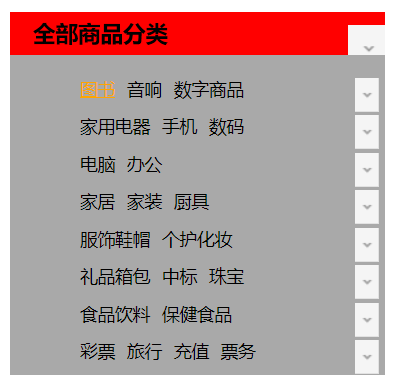 全部商品分类
图书 音响 数字商品
家用电器 手机 数码
电脑 办公
家居 家装 厨具
服饰鞋帽 个护化妆
礼品箱包 中标 珠宝
食品饮料 保健食品
彩票 旅行 充值 票务